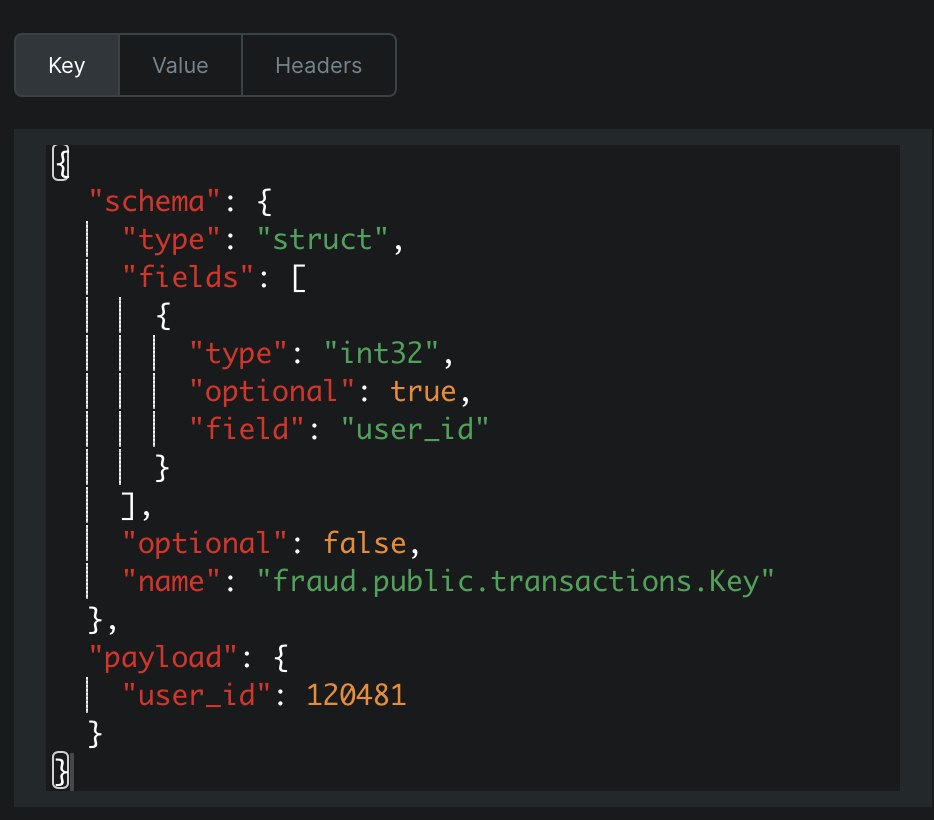 Key Value Headers
{
"schema": {
"type": "struct",
"fields": [
{
"type": "int32",
"optional": true,
"field": "user_id"
}
],
"optional": false,
"name": "fraud.public.transactions.Key"
},
"payload": {
"user_id": 120481
}
}